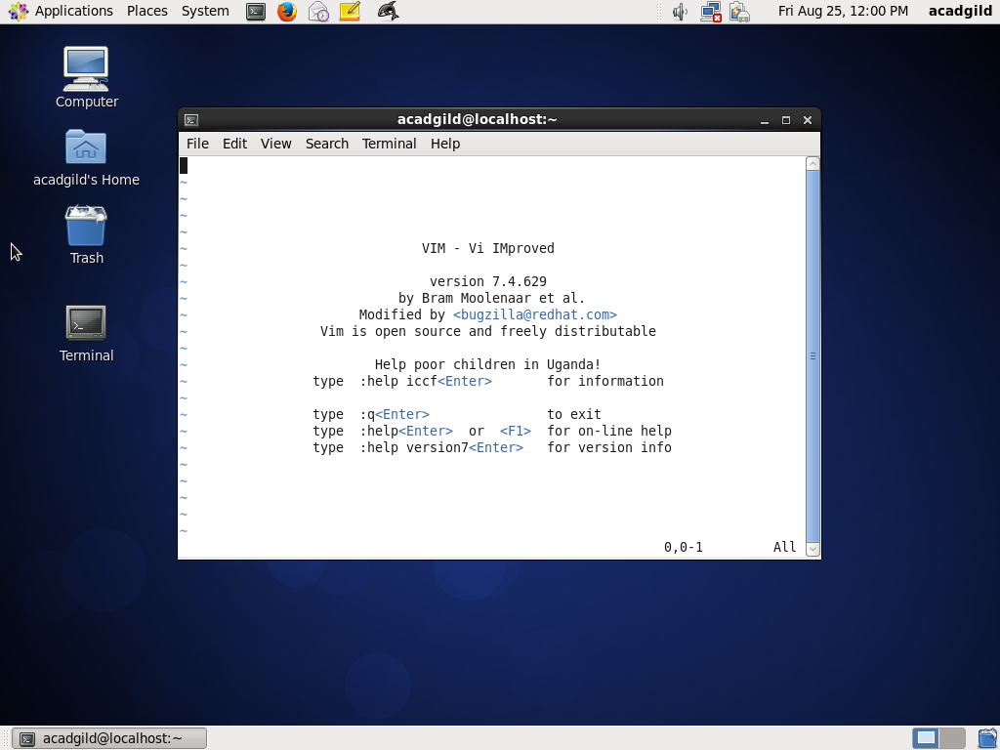 Applications Places System Fri Aug 25, 12:00 PM acadgild
Computer
acadgild's Home
Trash
Terminal
acadgild@localhost:~
File Edit View Search Terminal Help
~
~
~
~
~ VIM - Vi IMproved
~
~ version 7.4.629
~ by Bram Moolenaar et al.
~ Modified by <bugzilla@redhat.com>
~ Vim is open source and freely distributable
~
~ Help poor children in Uganda!
~ type :help iccf<Enter> for information
~
~ type :q<Enter> to exit
~ type :help<Enter> or <F1> for on-line help
~ type :help version7<Enter> for version info
~
~
~
~
~
0,0-1 All
acadgild@localhost:~